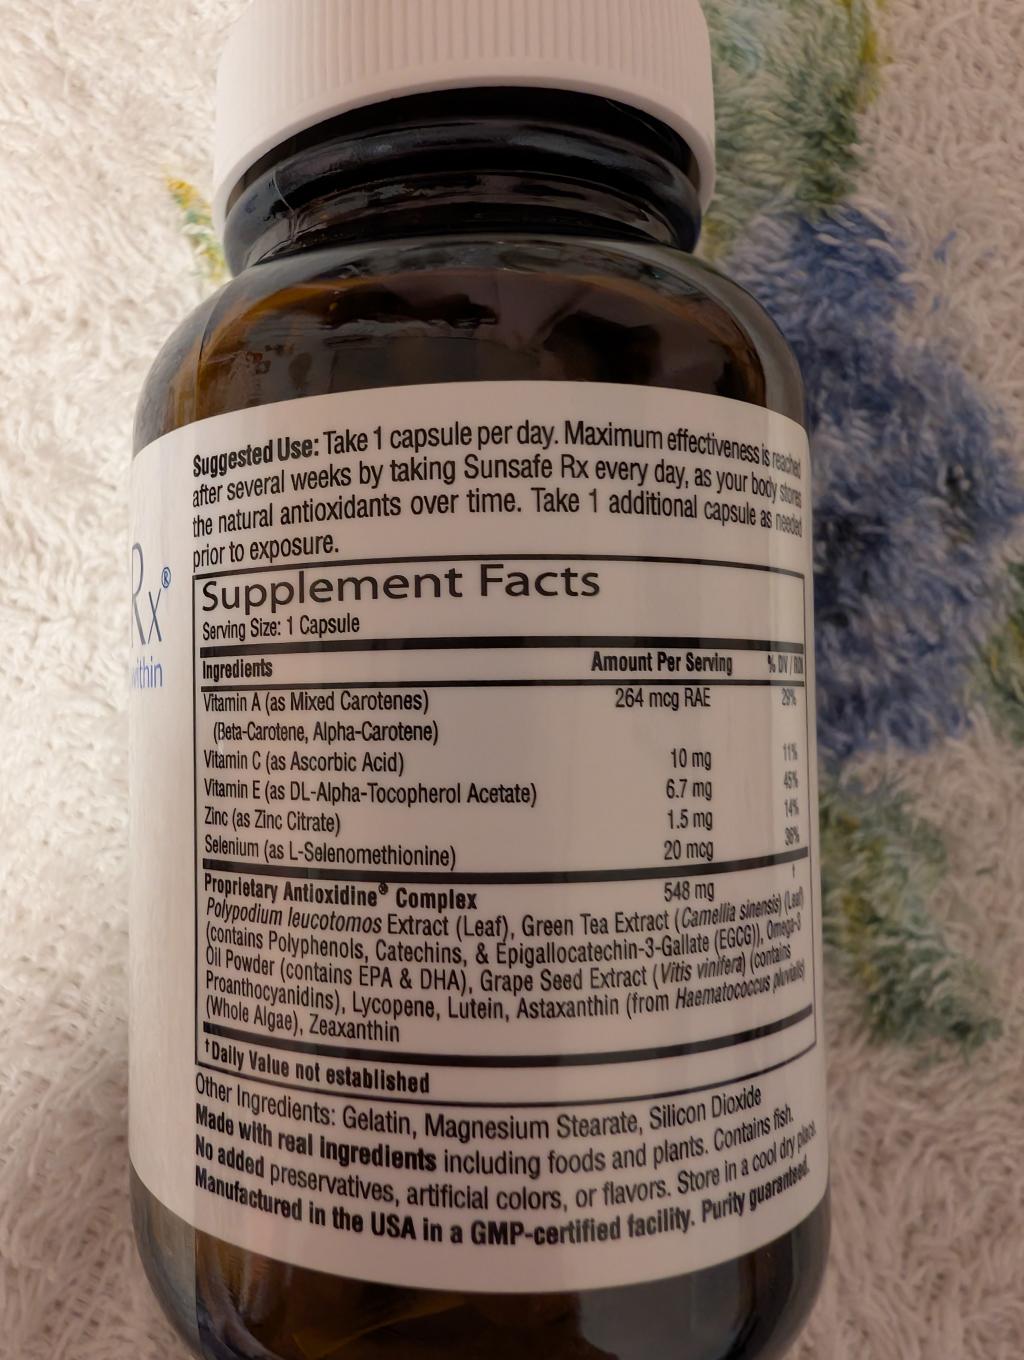 Suggested Use: Take 1 capsule per day. Maximum effectiveness is reached
after several weeks by taking Sunsafe Rx every day, as your body stores
the natural antioxidants over time. Take 1 additional capsule as needed
prior to exposure.
Rx®
within
Supplement Facts
Serving Size: 1 Capsule
Ingredients Amount Per Serving % DV / RDI
Vitamin A (as Mixed Carotenes) 264 mcg RAE 29%
(Beta-Carotene, Alpha-Carotene)
Vitamin C (as Ascorbic Acid) 10 mg 11%
Vitamin E (as DL-Alpha-Tocopherol Acetate) 6.7 mg 45%
Zinc (as Zinc Citrate) 1.5 mg 14%
Selenium (as L-Selenomethionine) 20 mcg 36%
Proprietary Antioxidine® Complex 548 mg †
Polypodium leucotomos Extract (Leaf), Green Tea Extract (Camellia sinensis) (Leaf)
(contains Polyphenols, Catechins, & Epigallocatechin-3-Gallate (EGCG)), Omega-3
Oil Powder (contains EPA & DHA), Grape Seed Extract (Vitis vinifera) (contains
Proanthocyanidins), Lycopene, Lutein, Astaxanthin (from Haematococcus pluvialis)
(Whole Algae), Zeaxanthin
†Daily Value not established
Other Ingredients: Gelatin, Magnesium Stearate, Silicon Dioxide
Made with real ingredients including foods and plants. Contains fish.
No added preservatives, artificial colors, or flavors. Store in a cool dry place.
Manufactured in the USA in a GMP-certified facility. Purity guaranteed.